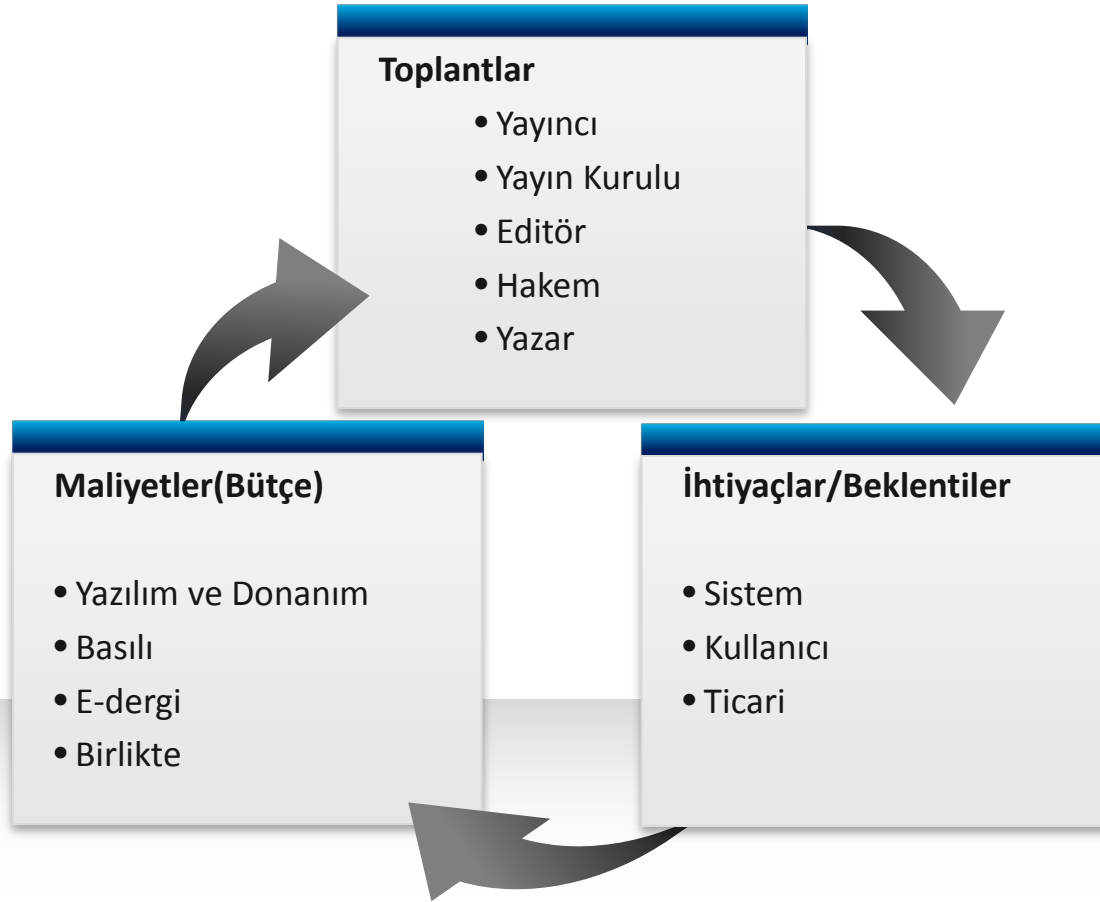 Toplantlar
• Yayıncı
• Yayın Kurulu
• Editör
• Hakem
• Yazar
Maliyetler(Bütçe)
• Yazılım ve Donanım
• Basılı
• E-dergi
• Birlikte
İhtiyaçlar/Beklentiler
• Sistem
• Kullanıcı
• Ticari